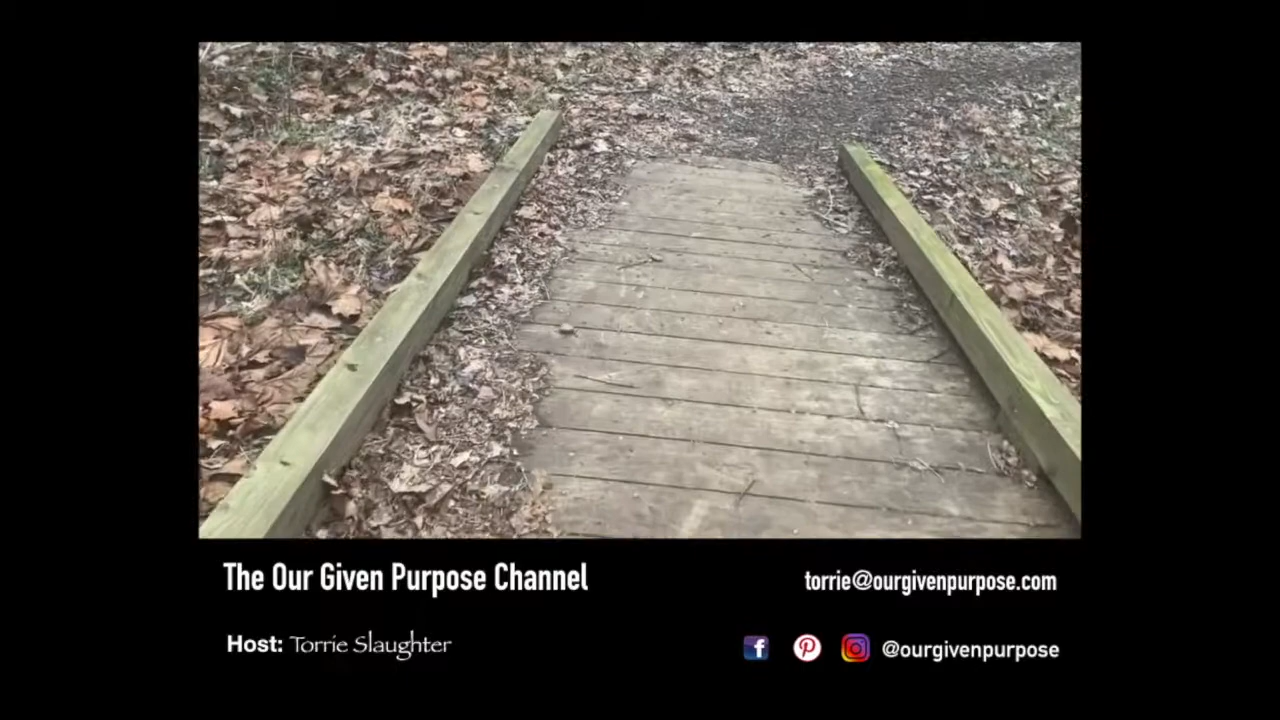 The Our Given Purpose Channel
torrie@ourgivenpurpose.com
Host: Torrie Slaughter
@ourgivenpurpose